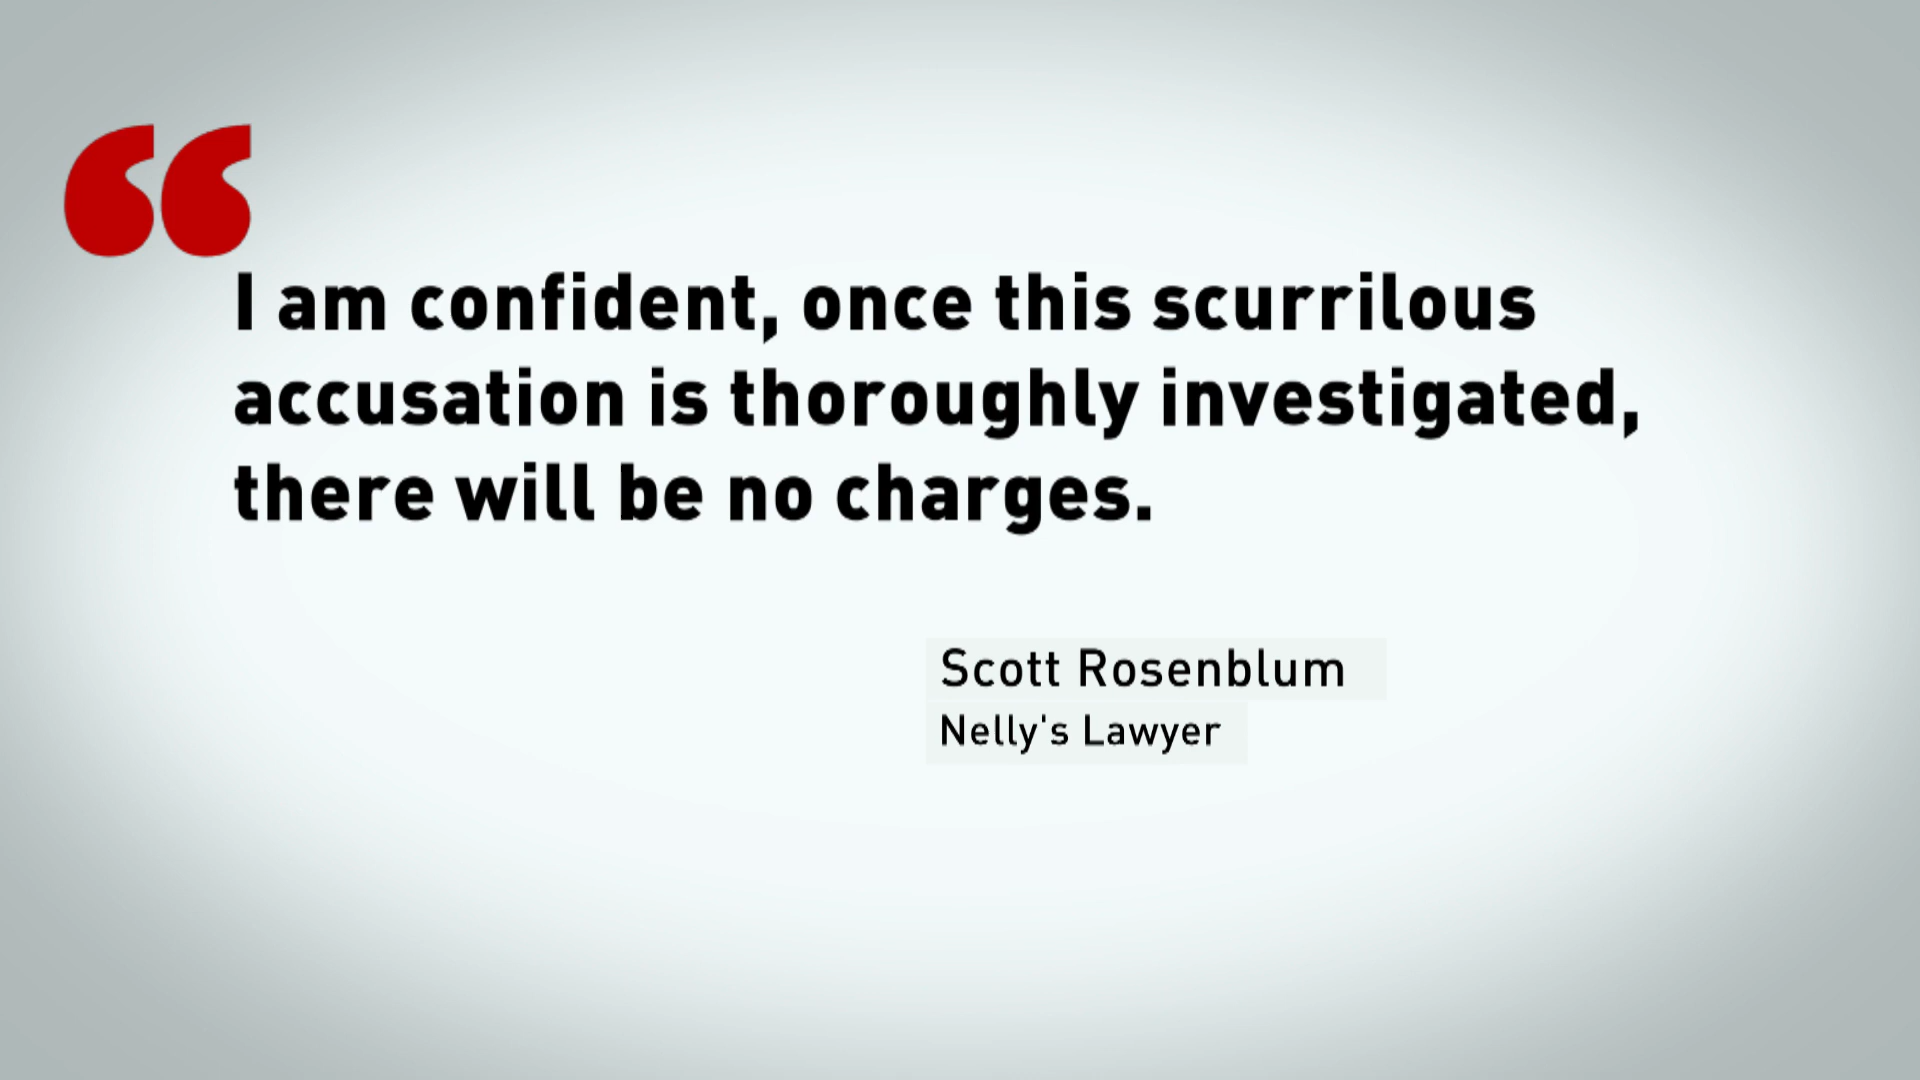 “
I am confident, once this scurrilous
accusation is thoroughly investigated,
there will be no charges.
Scott Rosenblum
Nelly's Lawyer